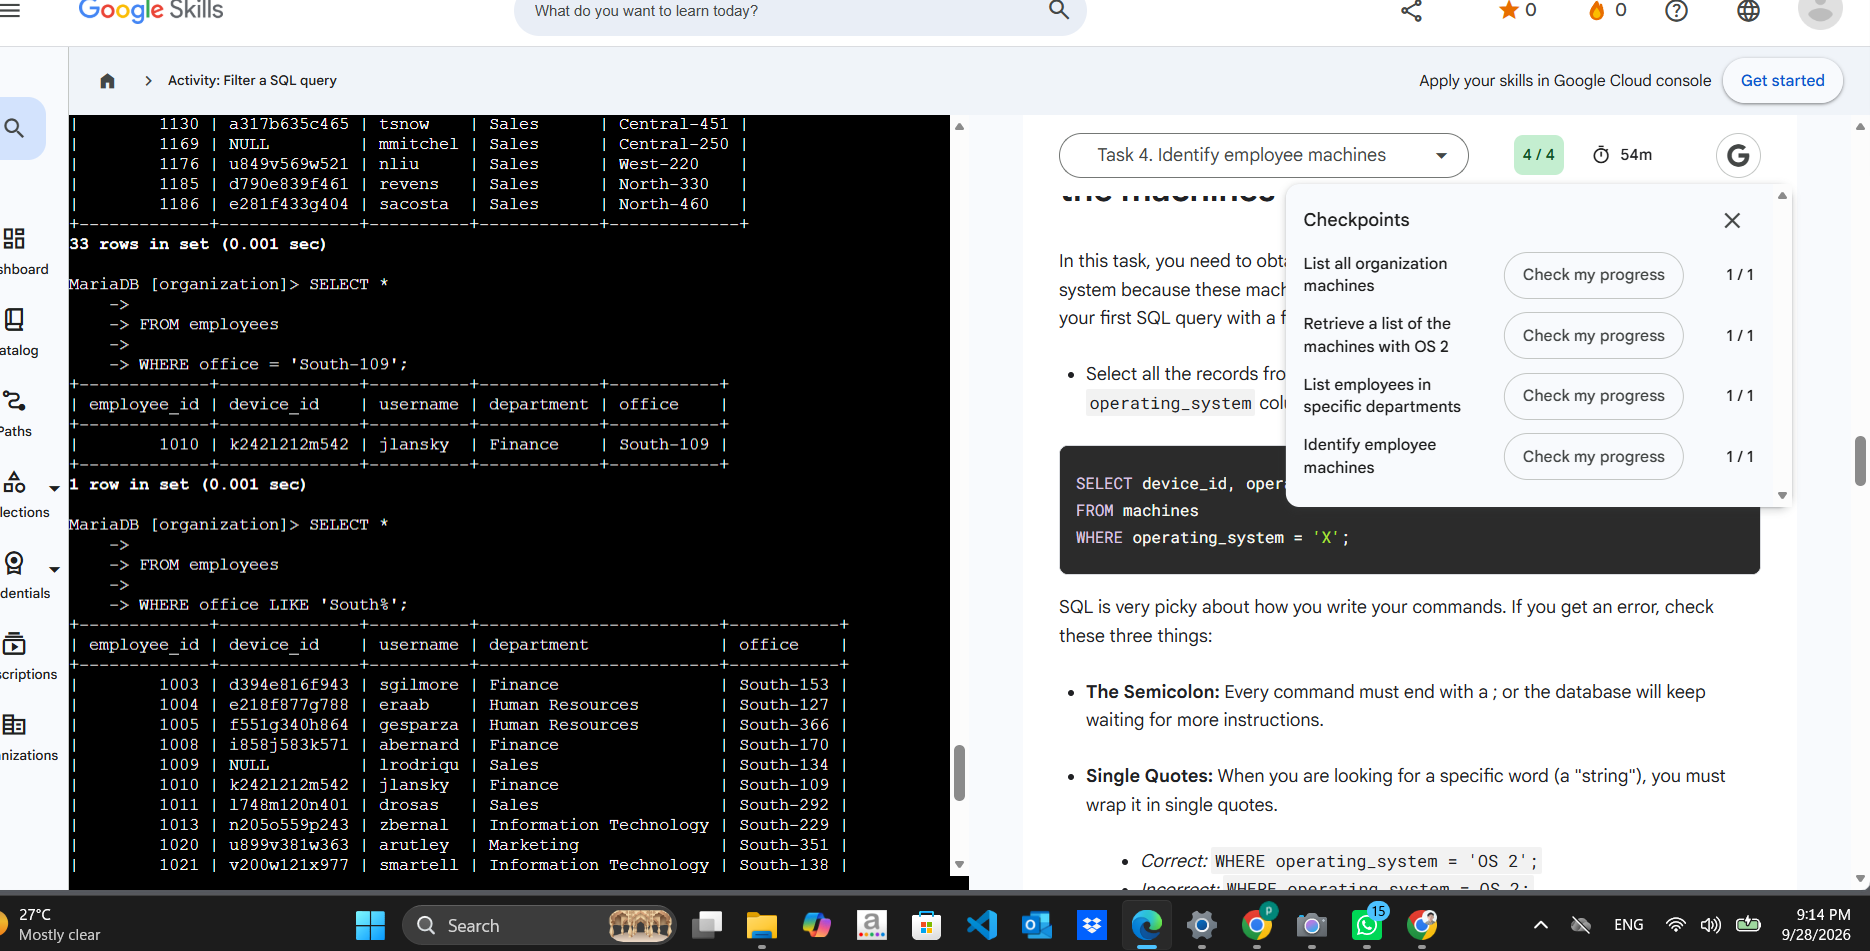 Google Skills
What do you want to learn today?
0
0
Activity: Filter a SQL query
Apply your skills in Google Cloud console
Get started
shboard
atalog
Paths
lections
dentials
scriptions
nizations
|        1130 | a317b635c465 | tsnow    | Sales      | Central-451 |
|        1169 | NULL         | mmitchel | Sales      | Central-250 |
|        1176 | u849v569w521 | nliu     | Sales      | West-220    |
|        1185 | d790e839f461 | revens   | Sales      | North-330   |
|        1186 | e281f433g404 | sacosta  | Sales      | North-460   |
+-------------+--------------+----------+------------+-------------+
33 rows in set (0.001 sec)
MariaDB [organization]> SELECT *
    ->
    -> FROM employees
    ->
    -> WHERE office = 'South-109';
+-------------+--------------+----------+------------+-----------+
| employee_id | device_id    | username | department | office    |
+-------------+--------------+----------+------------+-----------+
|        1010 | k242l212m542 | jlansky  | Finance    | South-109 |
+-------------+--------------+----------+------------+-----------+
1 row in set (0.001 sec)
MariaDB [organization]> SELECT *
    ->
    -> FROM employees
    ->
    -> WHERE office LIKE 'South%';
+-------------+--------------+----------+------------------------+-----------+
| employee_id | device_id    | username | department             | office    |
+-------------+--------------+----------+------------------------+-----------+
|        1003 | d394e816f943 | sgilmore | Finance                | South-153 |
|        1004 | e218f877g788 | eraab    | Human Resources        | South-127 |
|        1005 | f551g340h864 | gesparza | Human Resources        | South-366 |
|        1008 | i858j583k571 | abernard | Finance                | South-170 |
|        1009 | NULL         | lrodriqu | Sales                  | South-134 |
|        1010 | k242l212m542 | jlansky  | Finance                | South-109 |
|        1011 | l748m120n401 | drosas   | Sales                  | South-292 |
|        1013 | n205o559p243 | zbernal  | Information Technology | South-229 |
|        1020 | u899v381w363 | arutley  | Marketing              | South-351 |
|        1021 | v200w121x977 | smartell | Information Technology | South-138 |
Task 4. Identify employee machines
4 / 4
54m
the machines
In this task, you need to obta
system because these mach
your first SQL query with a f
Select all the records fro
operating_system colu
SELECT device_id, opera
FROM machines
WHERE operating_system = 'X';
Checkpoints
List all organization
machines
Check my progress
1 / 1
Retrieve a list of the
machines with OS 2
Check my progress
1 / 1
List employees in
specific departments
Check my progress
1 / 1
Identify employee
machines
Check my progress
1 / 1
SQL is very picky about how you write your commands. If you get an error, check
these three things:
The Semicolon: Every command must end with a ; or the database will keep
waiting for more instructions.
Single Quotes: When you are looking for a specific word (a "string"), you must
wrap it in single quotes.
Correct: WHERE operating_system = 'OS 2';
Incorrect: WHERE operating_system = OS 2;
27°C
Mostly clear
Search
a
P
15
ENG
9:14 PM
9/28/2026